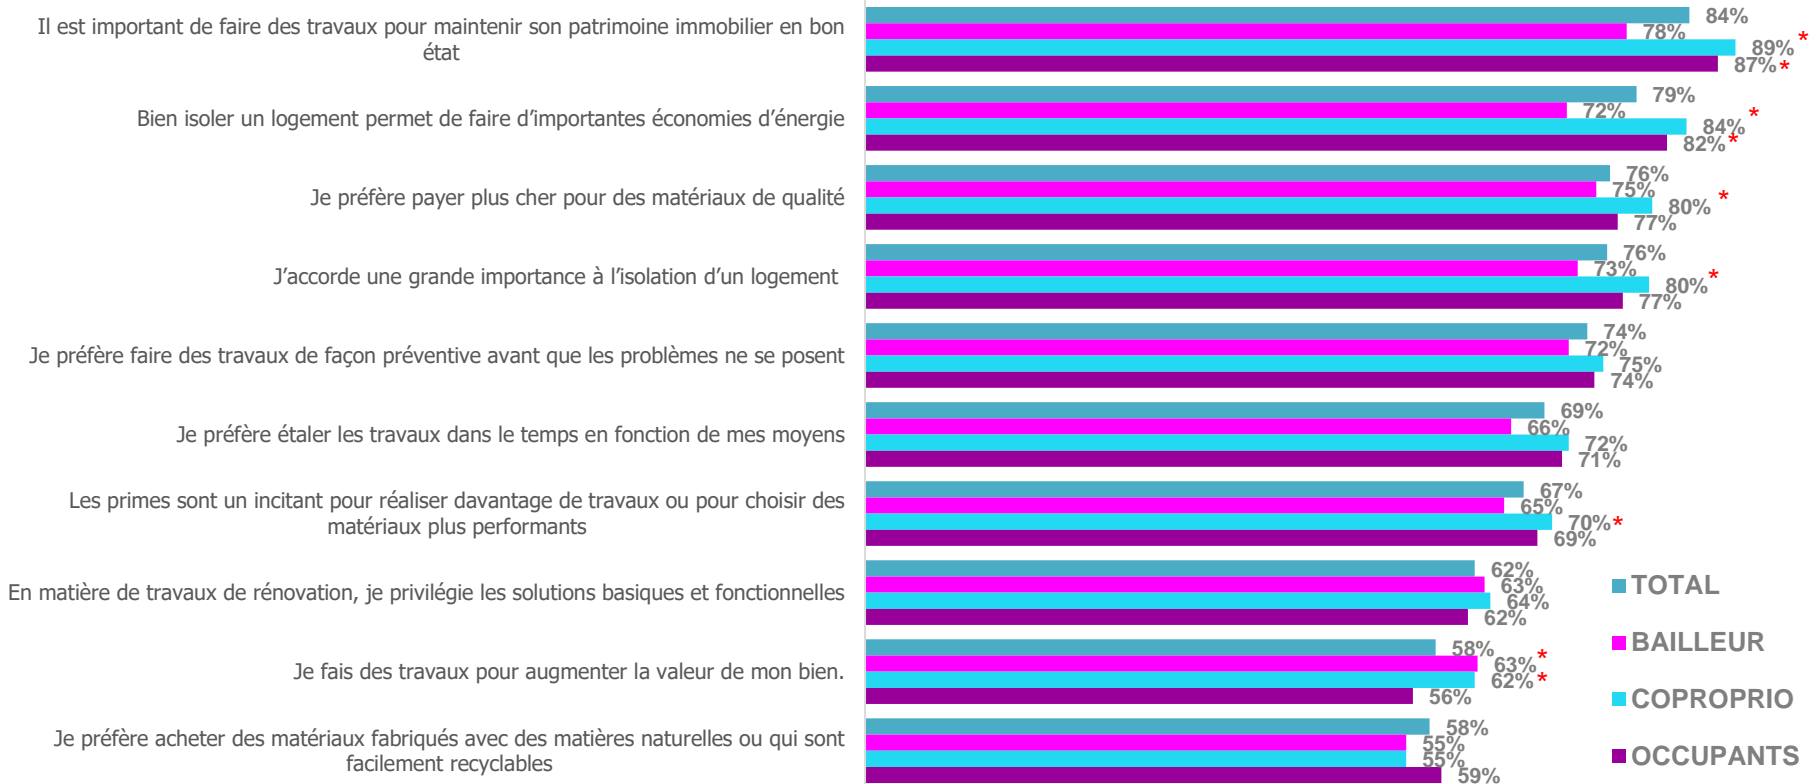 Il est important de faire des travaux pour maintenir son patrimoine immobilier en bon
état
84%
78%
89% *
87% *
Bien isoler un logement permet de faire d’importantes économies d’énergie
79%
72%
84% *
82% *
Je préfère payer plus cher pour des matériaux de qualité
76%
75%
80% *
77%
J’accorde une grande importance à l’isolation d’un logement
76%
73%
80% *
77%
Je préfère faire des travaux de façon préventive avant que les problèmes ne se posent
74%
72%
75%
74%
Je préfère étaler les travaux dans le temps en fonction de mes moyens
69%
66%
72%
71%
Les primes sont un incitant pour réaliser davantage de travaux ou pour choisir des
matériaux plus performants
67%
65%
70% *
69%
En matière de travaux de rénovation, je privilégie les solutions basiques et fonctionnelles
62%
63%
64%
62%
Je fais des travaux pour augmenter la valeur de mon bien.
58%
63% *
62% *
56%
Je préfère acheter des matériaux fabriqués avec des matières naturelles ou qui sont
facilement recyclables
58%
55%
55%
59%
TOTAL
BAILLEUR
COPROPRIO
OCCUPANTS